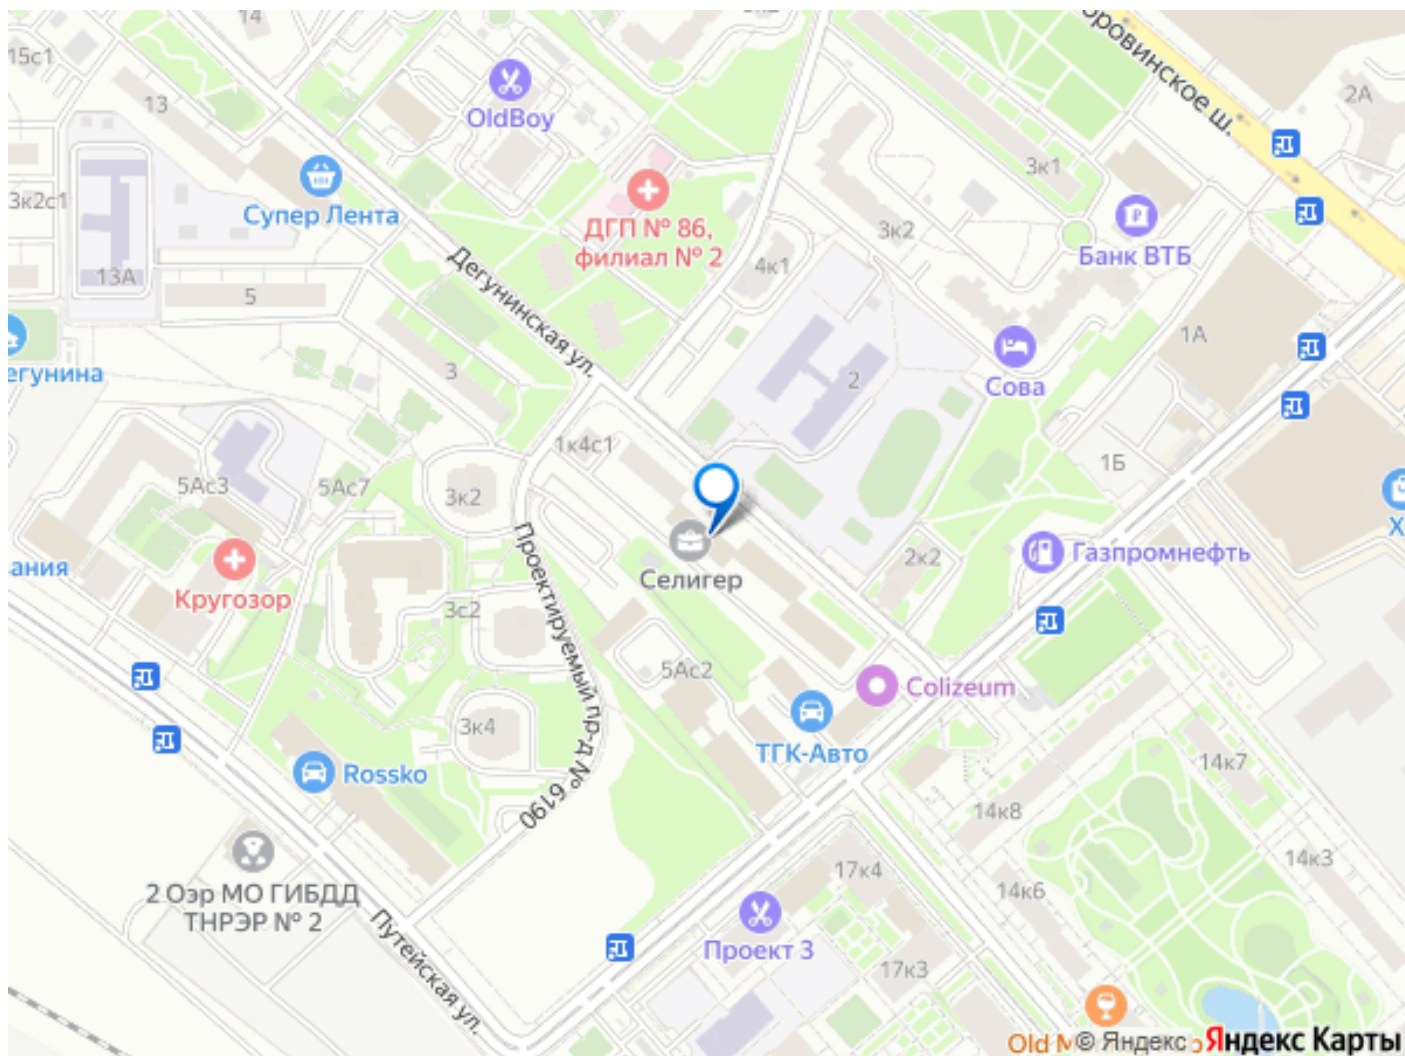 14
3к2
15с1
13
OldBoy
2А
3к1
3к2с1
Супер Лента
ДГП № 86,
филиал № 2
3к2
Банк ВТБ
13А
5
Дегунинская ул.
4к1
1А
3
2
Сова
1к4с1
1Б
5Ас3
5Ас7
3к2
Проектируемый пр-д № 6190
Селигер
2к2
Газпромнефть
Кругозор
3с2
5Ас2
Colizeum
3к4
ТГК-Авто
Rossko
14к7
14к8
2 Оэр МО ГИБДД
ТНРЭР № 2
17к4
14к3
14к6
Путейская ул.
Проект 3
17к3
Old
© Яндекс
Яндекс Карты